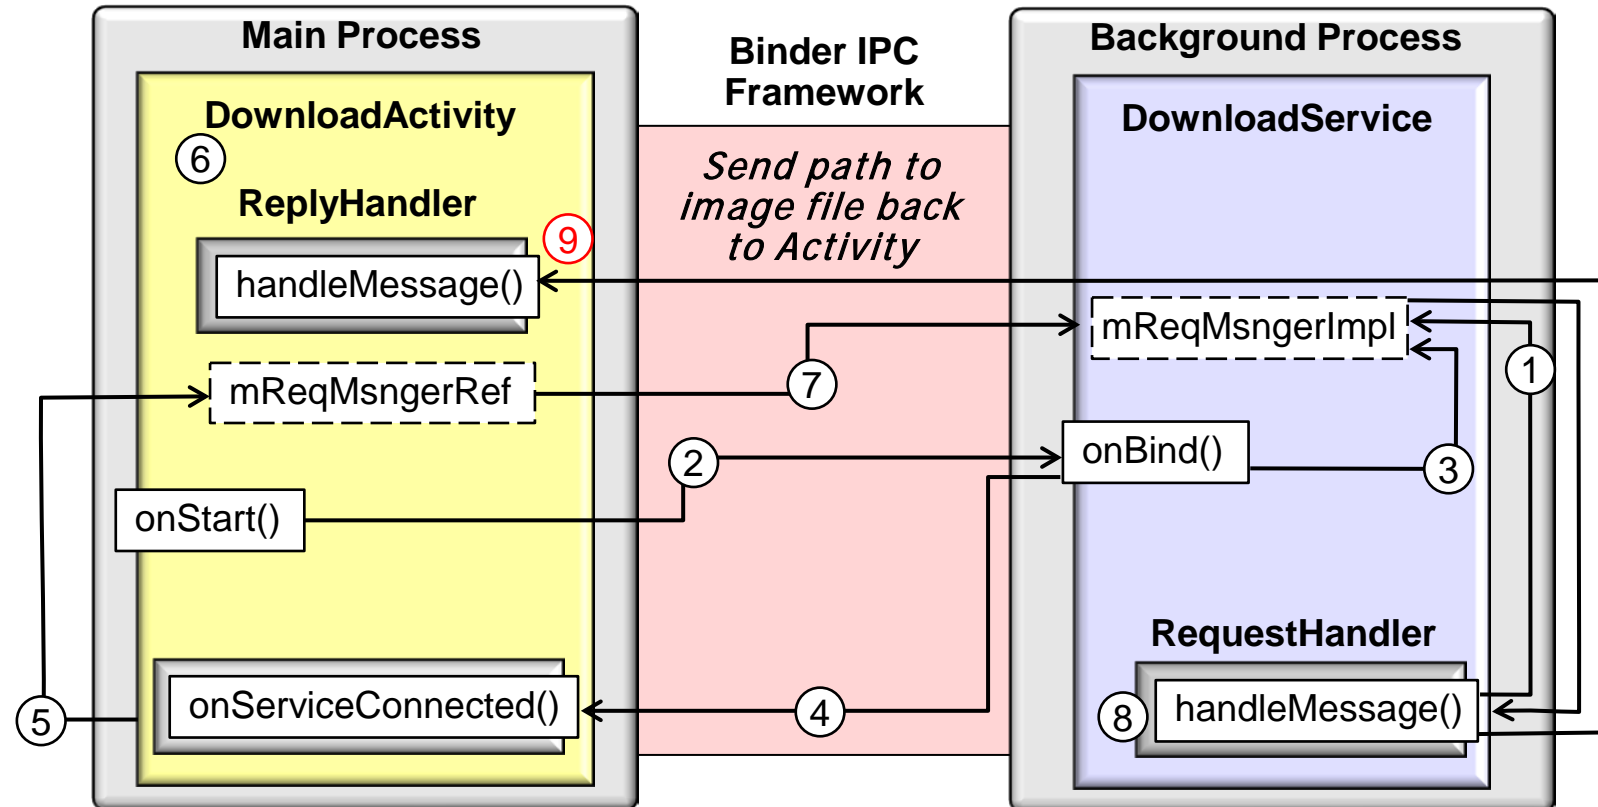 Main Process
Binder IPC
Framework
Background Process
DownloadActivity
6
ReplyHandler
9
handleMessage()
mReqMsngerRef
onStart()
onServiceConnected()
5
Send path to
image file back
to Activity
7
2
4
DownloadService
mReqMsngerImpl
1
onBind()
3
RequestHandler
8
handleMessage()